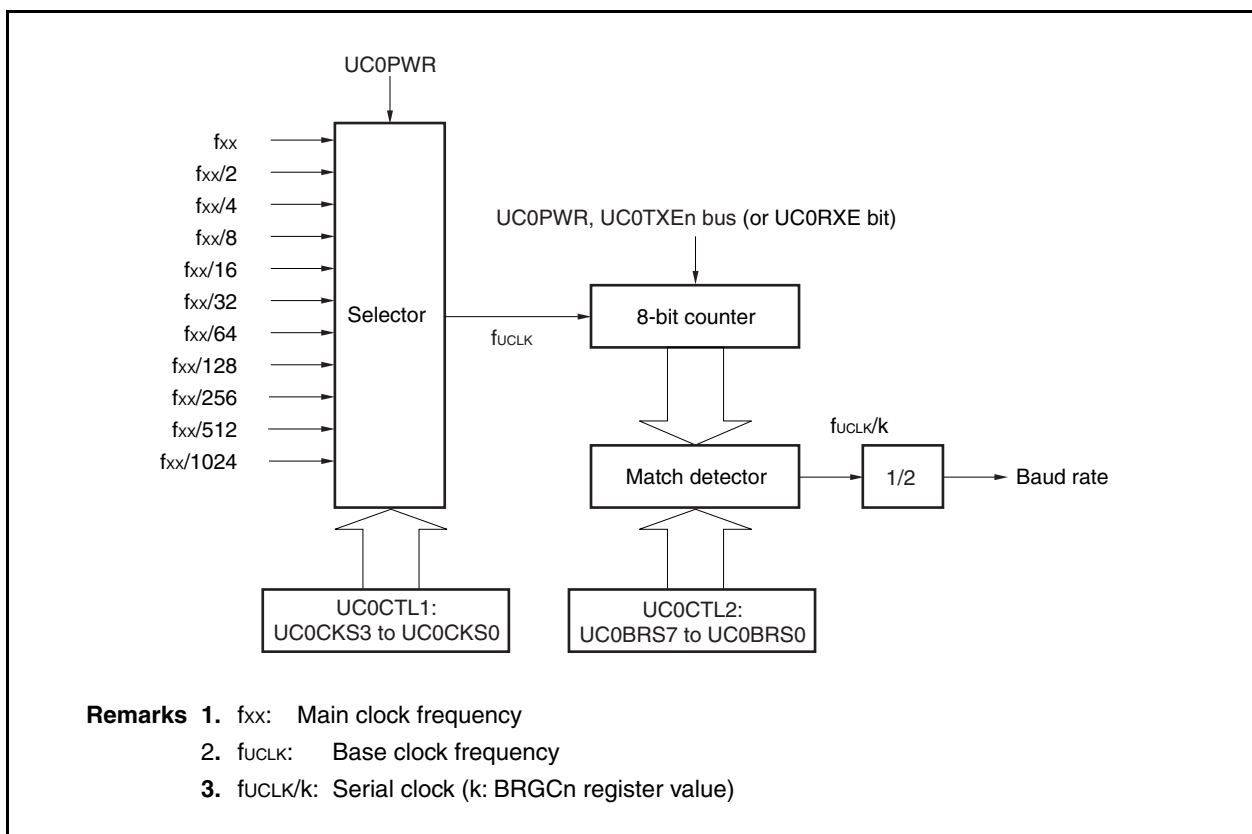 UC0PWR
fxx
fxx/2
fxx/4
fxx/8
fxx/16
fxx/32
fxx/64
fxx/128
fxx/256
fxx/512
fxx/1024
Selector
fUCLK
UC0PWR, UC0TXEn bus (or UC0RXE bit)
8-bit counter
Match detector
fUCLK/k
1/2
Baud rate
UC0CTL1:
UC0CKS3 to UC0CKS0
UC0CTL2:
UC0BRS7 to UC0BRS0
Remarks 1. fxx: Main clock frequency
2. fUCLK: Base clock frequency
3. fUCLK/k: Serial clock (k: BRGCn register value)